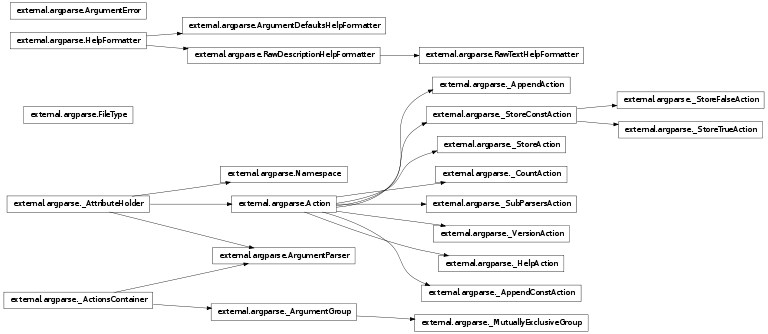 external.argparse.ArgumentError
external.argparse.ArgumentDefaultsHelpFormatter
external.argparse.HelpFormatter
external.argparse.RawDescriptionHelpFormatter
external.argparse.RawTextHelpFormatter
external.argparse._AppendAction
external.argparse._StoreFalseAction
external.argparse.FileType
external.argparse._StoreConstAction
external.argparse._StoreTrueAction
external.argparse._StoreAction
external.argparse.Namespace
external.argparse._CountAction
external.argparse._AttributeHolder
external.argparse.Action
external.argparse._SubParsersAction
external.argparse._VersionAction
external.argparse.ArgumentParser
external.argparse._HelpAction
external.argparse._AppendConstAction
external.argparse._ActionsContainer
external.argparse._ArgumentGroup
external.argparse._MutuallyExclusiveGroup